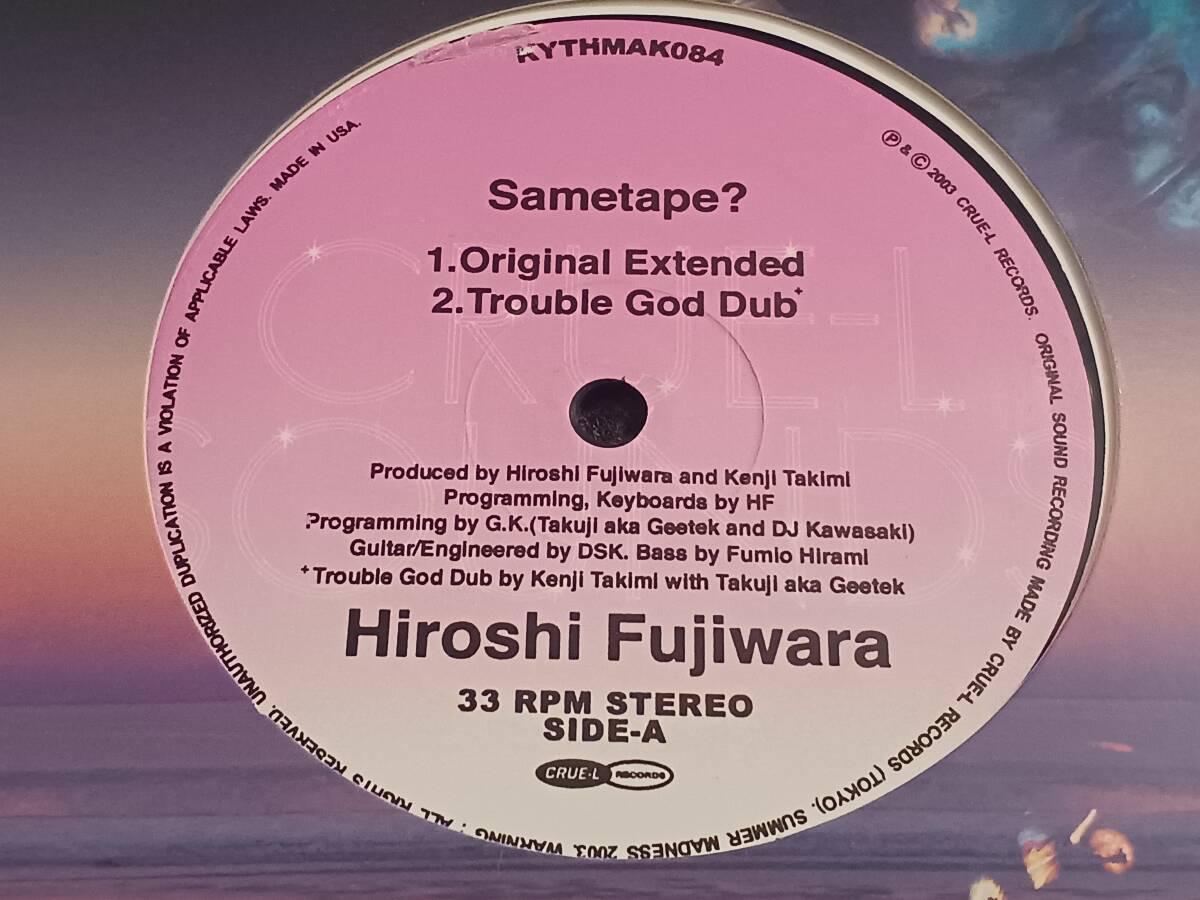 KYTHMAK084
Sametape?
1.Original Extended
2.Trouble God Dub+
CRUE-L
Produced by Hiroshi Fujiwara and Kenji Takimi
Programming, Keyboards by HF
Programming by G.K.(Takuji aka Geetek and DJ Kawasaki)
Guitar/Engineered by DSK. Bass by Fumio Hirami
+Trouble God Dub by Kenji Takimi with Takuji aka Geetek
Hiroshi Fujiwara
33 RPM STEREO
SIDE-A
CRUE-L RECORDS
Ⓟ & © 2003 CRUE-L RECORDS. ORIGINAL SOUND RECORDING MADE BY CRUE-L RECORDS (TOKYO), SUMMER MADNESS 2003. WARNING : ALL RIGHTS RESERVED. UNAUTHORIZED DUPLICATION IS A VIOLATION OF APPLICABLE LAWS. MADE IN USA.